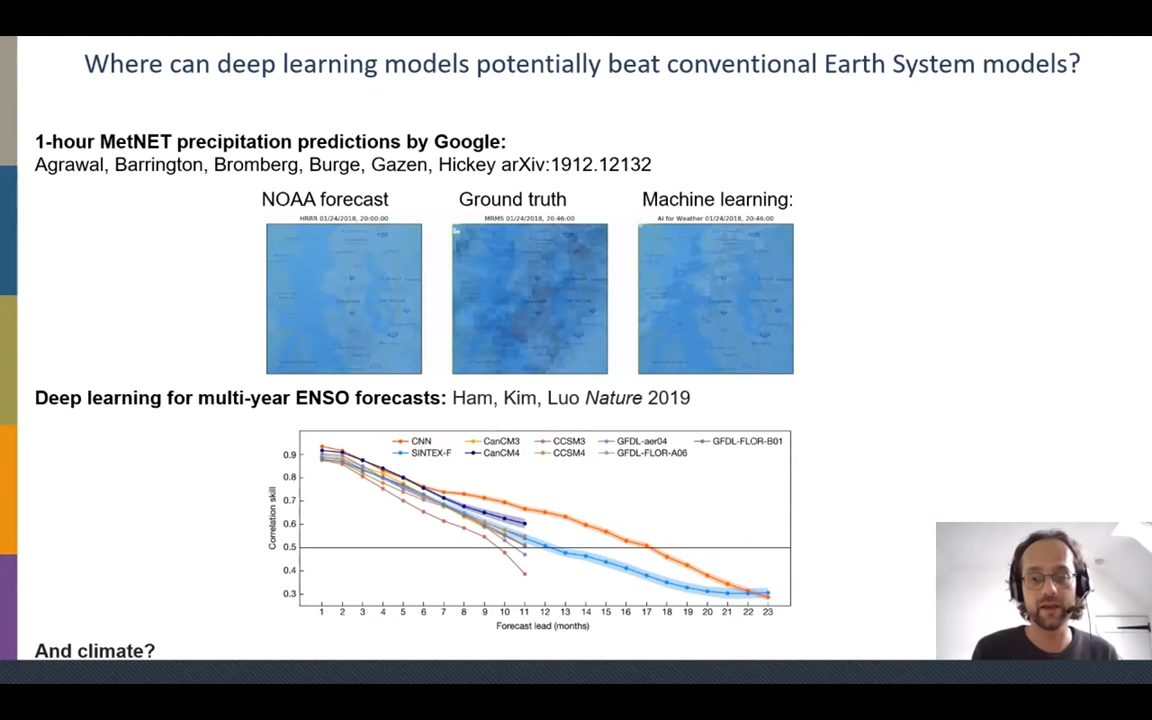 Where can deep learning models potentially beat conventional Earth System models?
1-hour MetNET precipitation predictions by Google:
Agrawal, Barrington, Bromberg, Burge, Gazen, Hickey arXiv:1912.12132
NOAA forecast Ground truth Machine learning:
HRRR 01/24/2018, 20:00:00 MRMS 01/24/2018, 20:46:00 AI for Weather 01/24/2018, 20:46:00
Deep learning for multi-year ENSO forecasts: Ham, Kim, Luo Nature 2019
CNN CanCM3 CCSM3 GFDL-aer04 GFDL-FLOR-B01
SINTEX-F CanCM4 CCSM4 GFDL-FLOR-A06
Correlation skill
0.9
0.8
0.7
0.6
0.5
0.4
0.3
1 2 3 4 5 6 7 8 9 10 11 12 13 14 15 16 17 18 19 20 21 22 23
Forecast lead (months)
And climate?